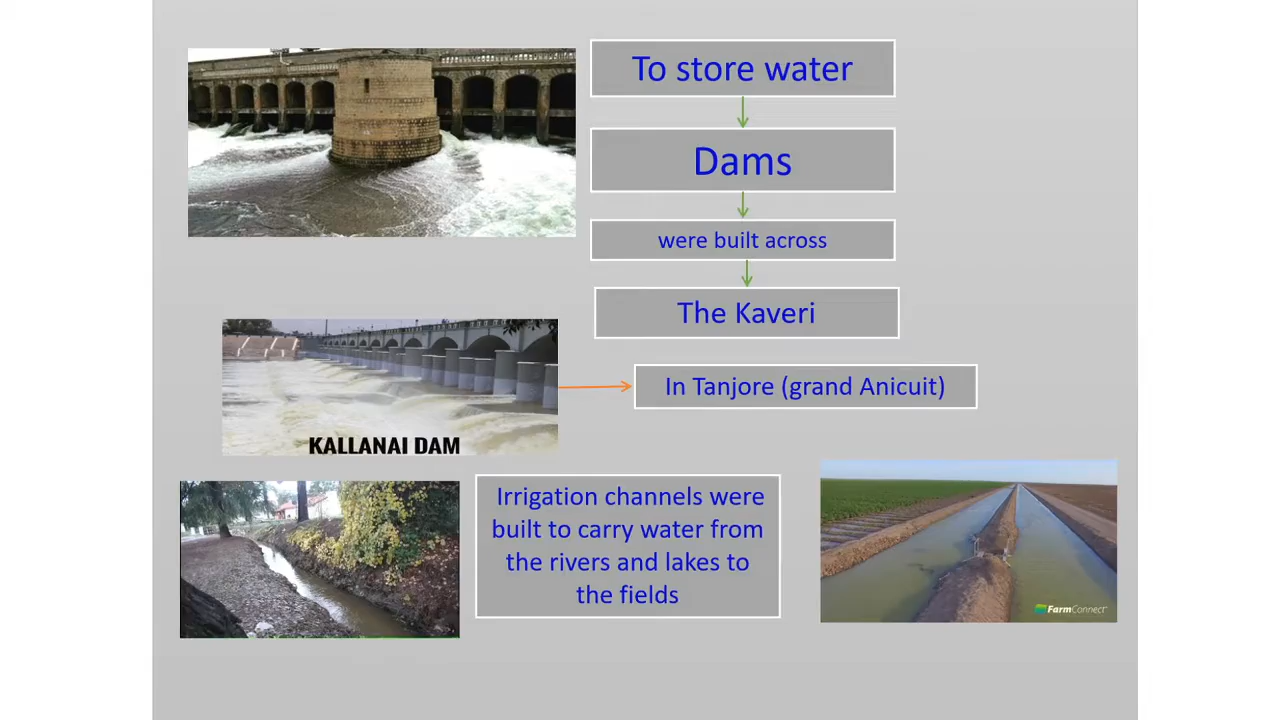 To store water
Dams
were built across
The Kaveri
In Tanjore (grand Anicuit)
KALLANAI DAM
Irrigation channels were
built to carry water from
the rivers and lakes to
the fields
FarmConnect